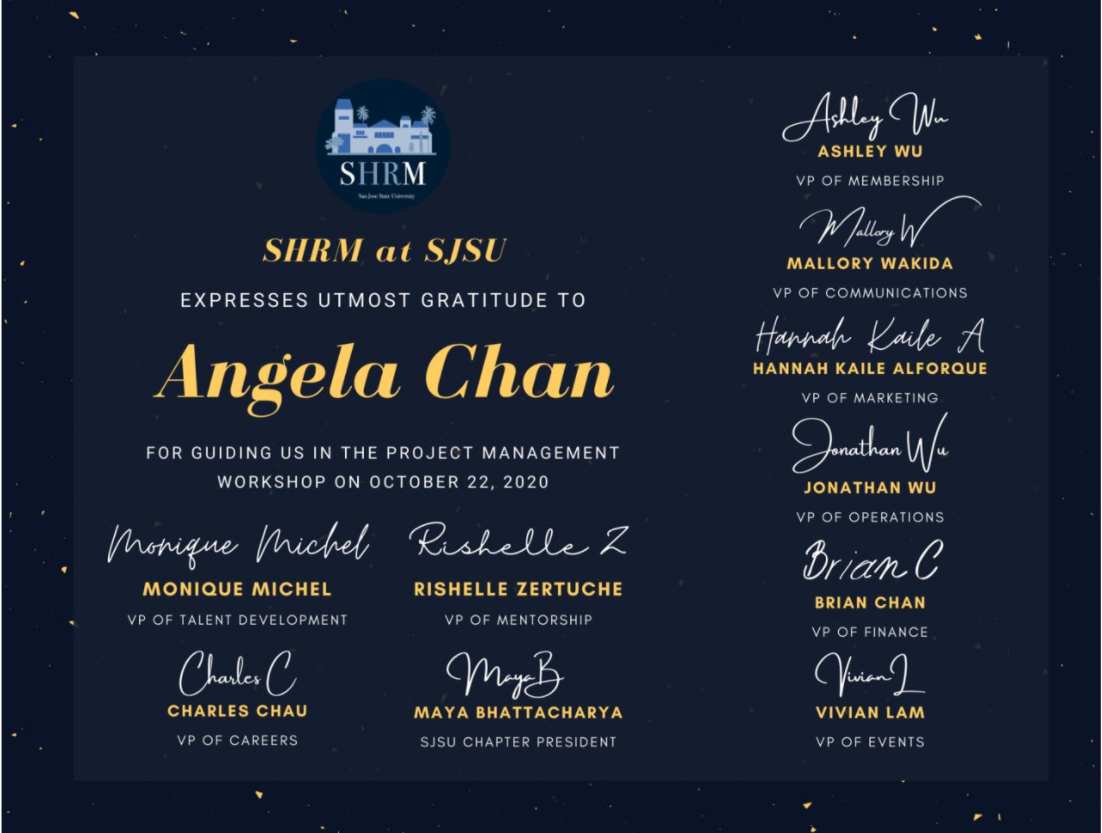 SHRM
San Jose State University
SHRM at SJSU
EXPRESSES UTMOST GRATITUDE TO
Angela Chan
FOR GUIDING US IN THE PROJECT MANAGEMENT
WORKSHOP ON OCTOBER 22, 2020
Monique Michel
MONIQUE MICHEL
VP OF TALENT DEVELOPMENT
Rishelle Z
RISHELLE ZERTUCHE
VP OF MENTORSHIP
Charles C
CHARLES CHAU
VP OF CAREERS
Maya B
MAYA BHATTACHARYA
SJSU CHAPTER PRESIDENT
Ashley Wu
ASHLEY WU
VP OF MEMBERSHIP
Mallory W
MALLORY WAKIDA
VP OF COMMUNICATIONS
Hannah Kaile A
HANNAH KAILE ALFORQUE
VP OF MARKETING
Jonathan Wu
JONATHAN WU
VP OF OPERATIONS
Brian C
BRIAN CHAN
VP OF FINANCE
Vivian L
VIVIAN LAM
VP OF EVENTS